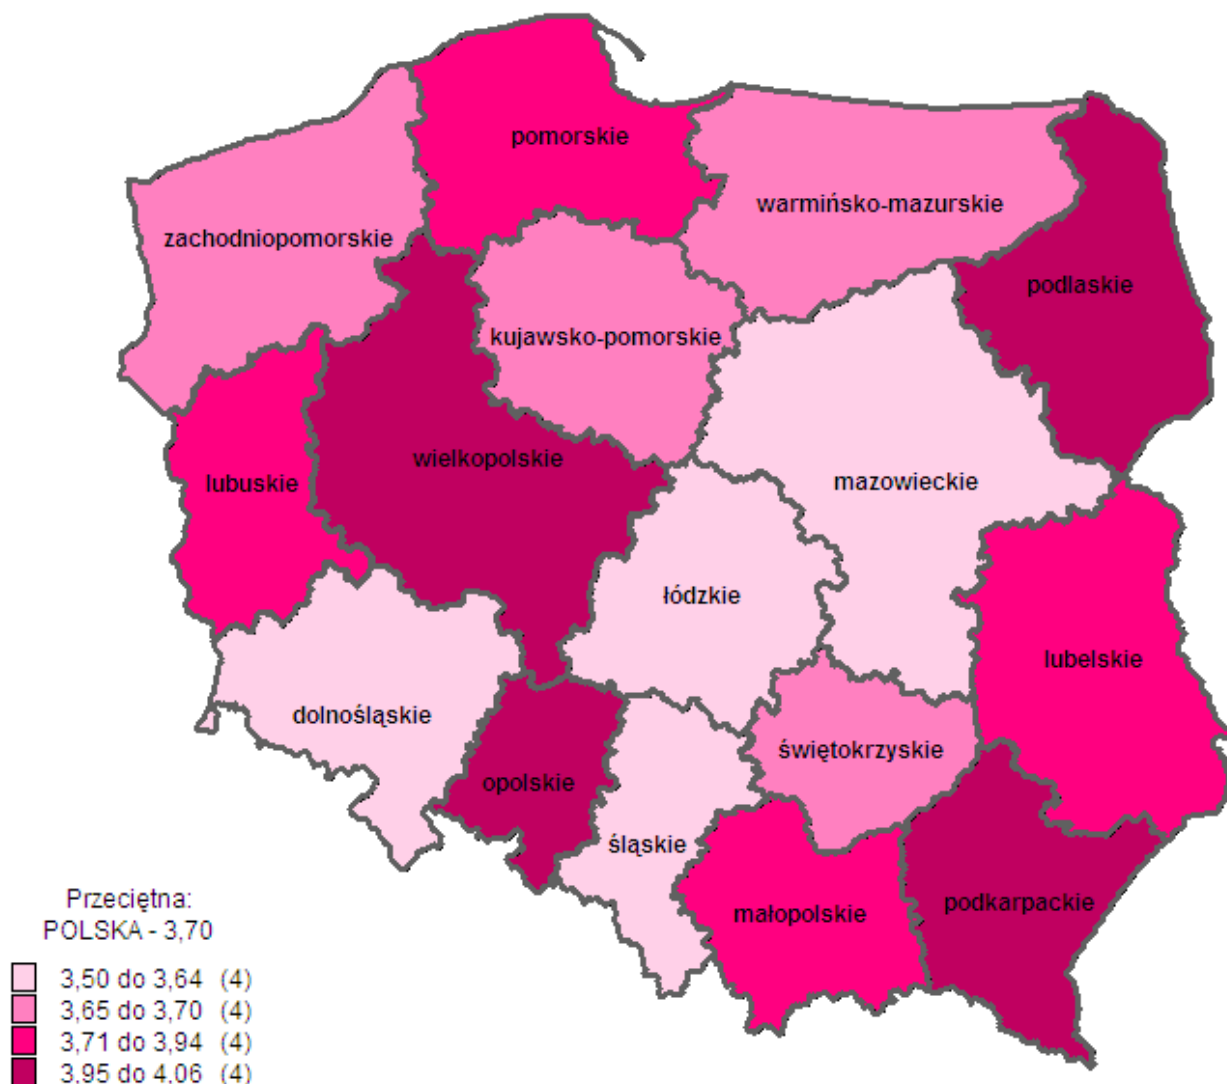 pomorskie
warmińsko-mazurskie
zachodniopomorskie
podlaskie
kujawsko-pomorskie
wielkopolskie
lubuskie
mazowieckie
łódzkie
lubelskie
dolnośląskie
świętokrzyskie
opolskie
śląskie
małopolskie
podkarpackie
Przeciętna:
POLSKA - 3,70
3,50 do 3,64 (4)
3,65 do 3,70 (4)
3,71 do 3,94 (4)
3,95 do 4,06 (4)